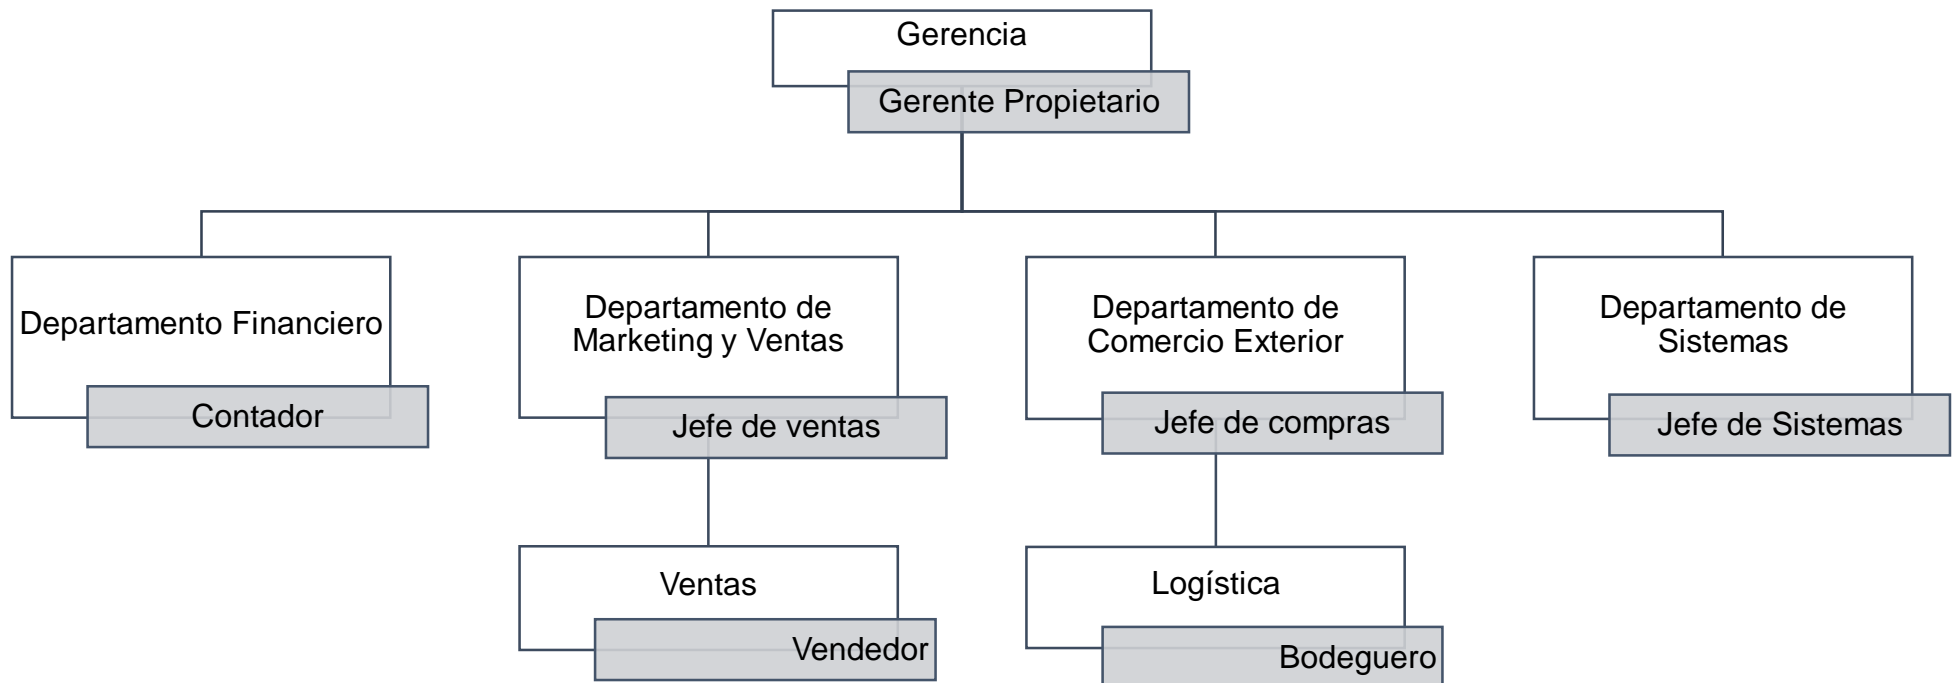 Gerencia
Gerente Propietario
Departamento Financiero
Contador
Departamento de
Marketing y Ventas
Jefe de ventas
Departamento de
Comercio Exterior
Jefe de compras
Departamento de
Sistemas
Jefe de Sistemas
Ventas
Vendedor
Logística
Bodeguero